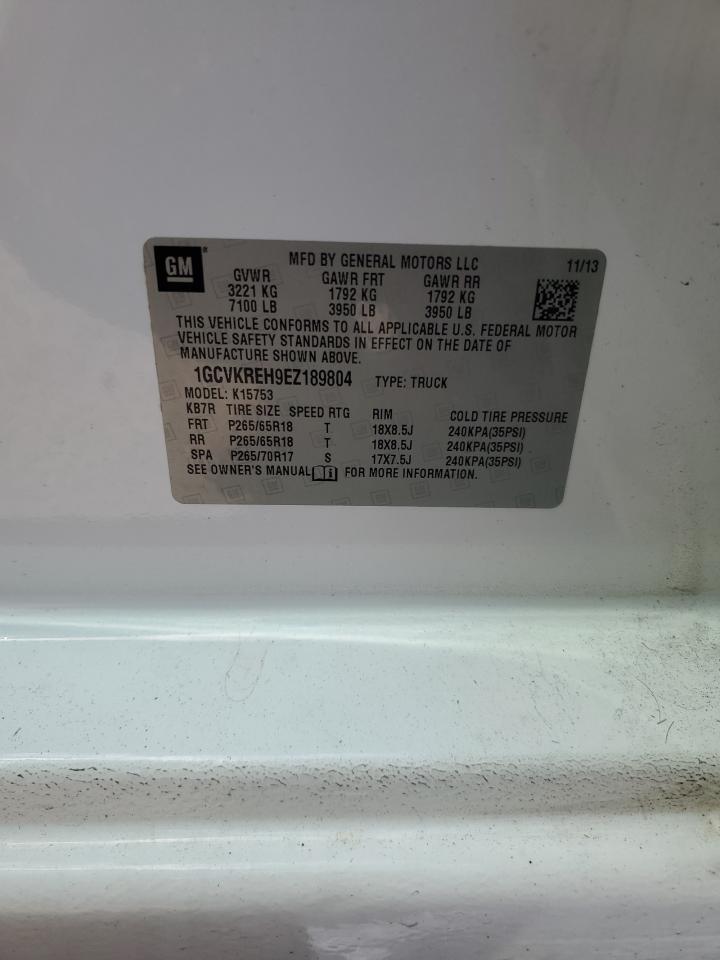 GM
MFD BY GENERAL MOTORS LLC 11/13
GVWR GAWR FRT GAWR RR
3221 KG 1792 KG 1792 KG
7100 LB 3950 LB 3950 LB
THIS VEHICLE CONFORMS TO ALL APPLICABLE U.S. FEDERAL MOTOR
VEHICLE SAFETY STANDARDS IN EFFECT ON THE DATE OF
MANUFACTURE SHOWN ABOVE.
1GCVKREH9EZ189804 TYPE: TRUCK
MODEL: K15753
KB7R TIRE SIZE SPEED RTG RIM COLD TIRE PRESSURE
FRT P265/65R18 T 18X8.5J 240KPA(35PSI)
RR P265/65R18 T 18X8.5J 240KPA(35PSI)
SPA P265/70R17 S 17X7.5J 240KPA(35PSI)
SEE OWNER'S MANUAL FOR MORE INFORMATION.